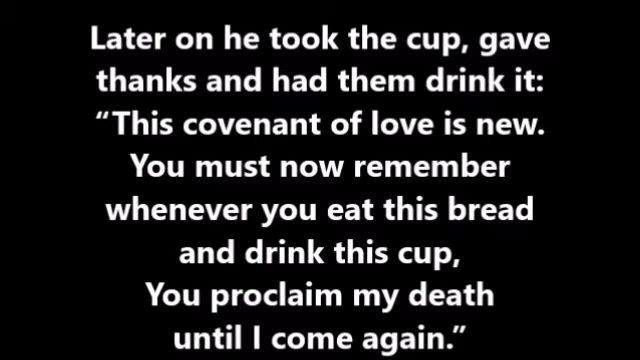 Later on he took the cup, gave
thanks and had them drink it:
“This covenant of love is new.
You must now remember
whenever you eat this bread
and drink this cup,
You proclaim my death
until I come again.”